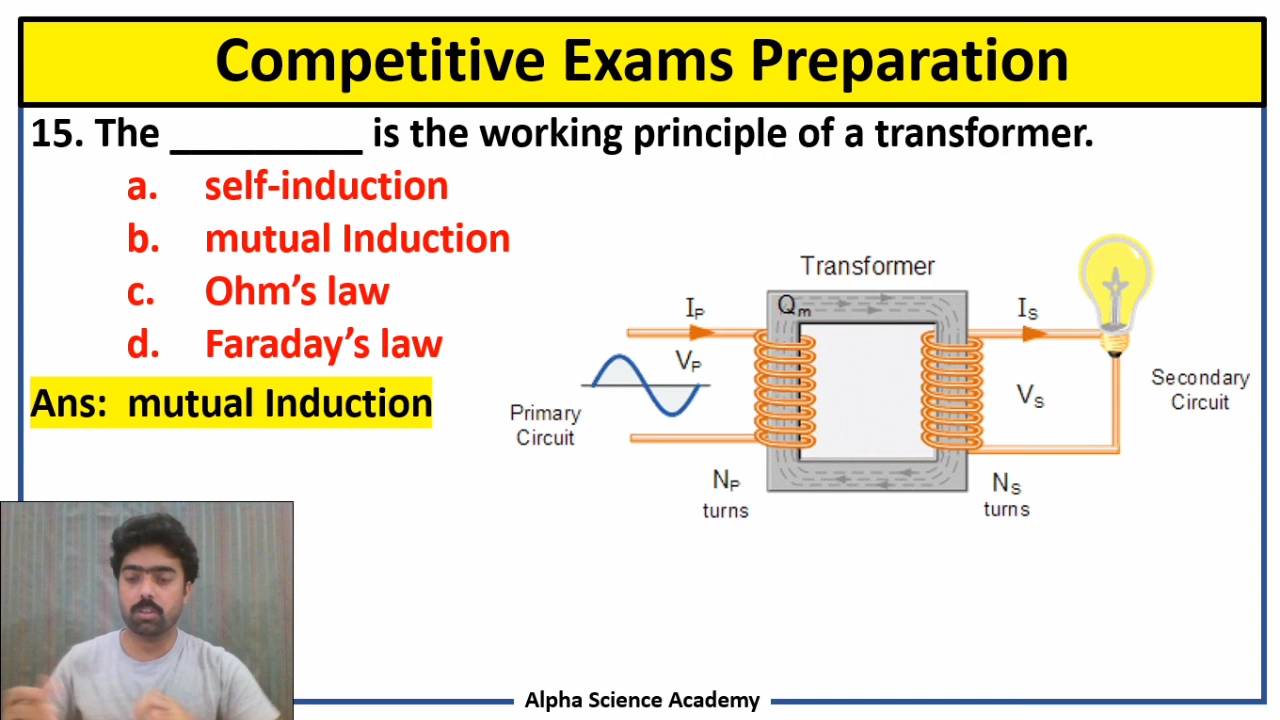 Competitive Exams Preparation
15. The _________ is the working principle of a transformer.
a. self-induction
b. mutual Induction
c. Ohm’s law
d. Faraday’s law
Ans: mutual Induction
Transformer
Qm
IP
IS
VP
VS
Primary
Circuit
Secondary
Circuit
NP
turns
NS
turns
Alpha Science Academy